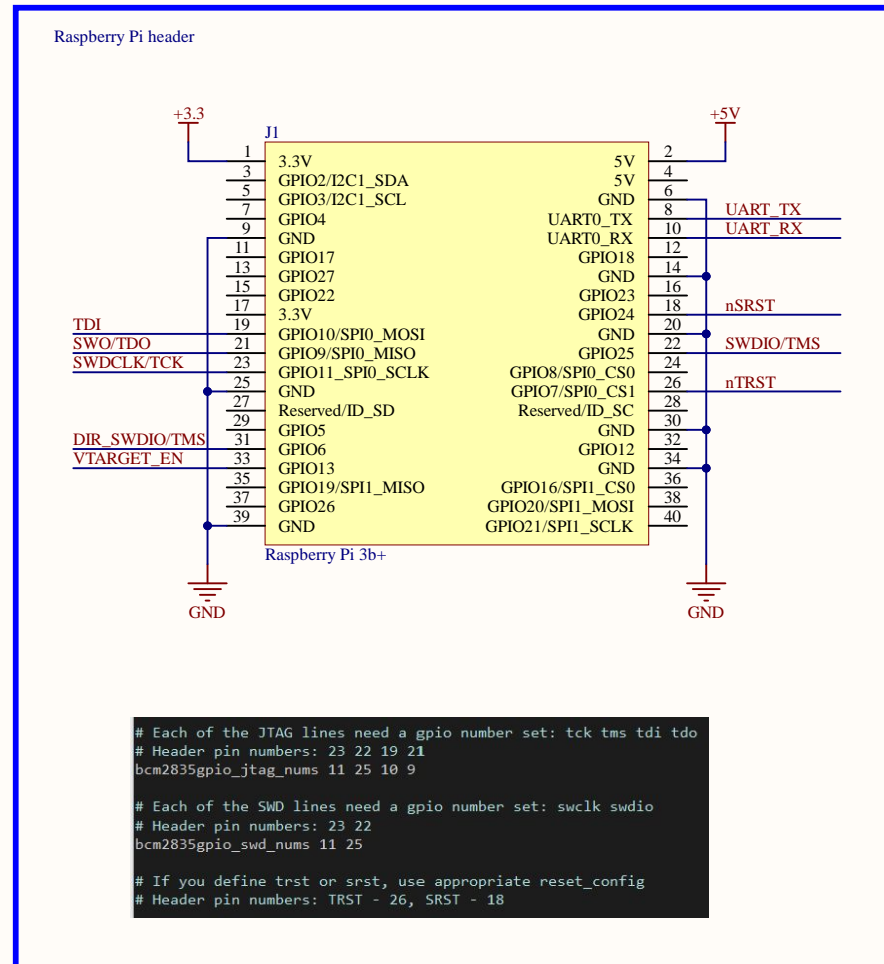 Raspberry Pi header
+3.3
+5V
J1
1 3.3V 5V 2
3 GPIO2/I2C1_SDA 5V 4
5 GPIO3/I2C1_SCL GND 6
7 GPIO4 UART0_TX 8 UART_TX
9 GND UART0_RX 10 UART_RX
11 GPIO17 GPIO18 12
13 GPIO27 GND 14
15 GPIO22 GPIO23 16
17 3.3V GPIO24 18 nSRST
TDI 19 GPIO10/SPI0_MOSI GND 20
SWO/TDO 21 GPIO9/SPI0_MISO GPIO25 22 SWDIO/TMS
SWDCLK/TCK 23 GPIO11_SPI0_SCLK GPIO8/SPI0_CS0 24
25 GND GPIO7/SPI0_CS1 26 nTRST
27 Reserved/ID_SD Reserved/ID_SC 28
29 GPIO5 GND 30
DIR_SWDIO/TMS 31 GPIO6 GPIO12 32
VTARGET_EN 33 GPIO13 GND 34
35 GPIO19/SPI1_MISO GPIO16/SPI1_CS0 36
37 GPIO26 GPIO20/SPI1_MOSI 38
39 GND GPIO21/SPI1_SCLK 40
Raspberry Pi 3b+
GND
GND
# Each of the JTAG lines need a gpio number set: tck tms tdi tdo
# Header pin numbers: 23 22 19 21
bcm2835gpio_jtag_nums 11 25 10 9
# Each of the SWD lines need a gpio number set: swclk swdio
# Header pin numbers: 23 22
bcm2835gpio_swd_nums 11 25
# If you define trst or srst, use appropriate reset_config
# Header pin numbers: TRST - 26, SRST - 18